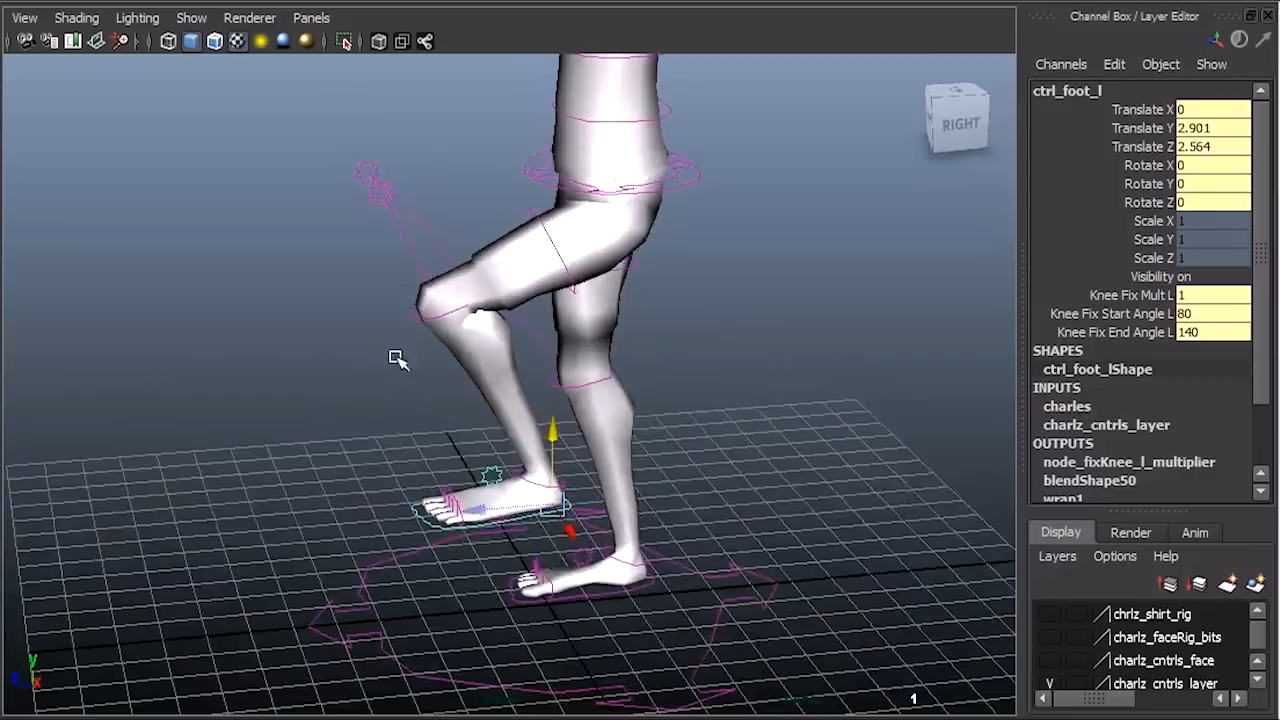 View Shading Lighting Show Renderer Panels
Channel Box / Layer Editor
Channels Edit Object Show
ctrl_foot_l
Translate X 0
Translate Y 2.901
Translate Z 2.564
Rotate X 0
Rotate Y 0
Rotate Z 0
Scale X 1
Scale Y 1
Scale Z 1
Visibility on
Knee Fix Mult L 1
Knee Fix Start Angle L 80
Knee Fix End Angle L 140
SHAPES
ctrl_foot_lShape
INPUTS
charles
charlz_cntrls_layer
OUTPUTS
node_fixKnee_l_multiplier
blendShape50
wrap1
Display Render Anim
Layers Options Help
chrlz_shirt_rig
charlz_faceRig_bits
charlz_cntrls_face
V charlz_cntrls_layer
RIGHT
y
z x
1